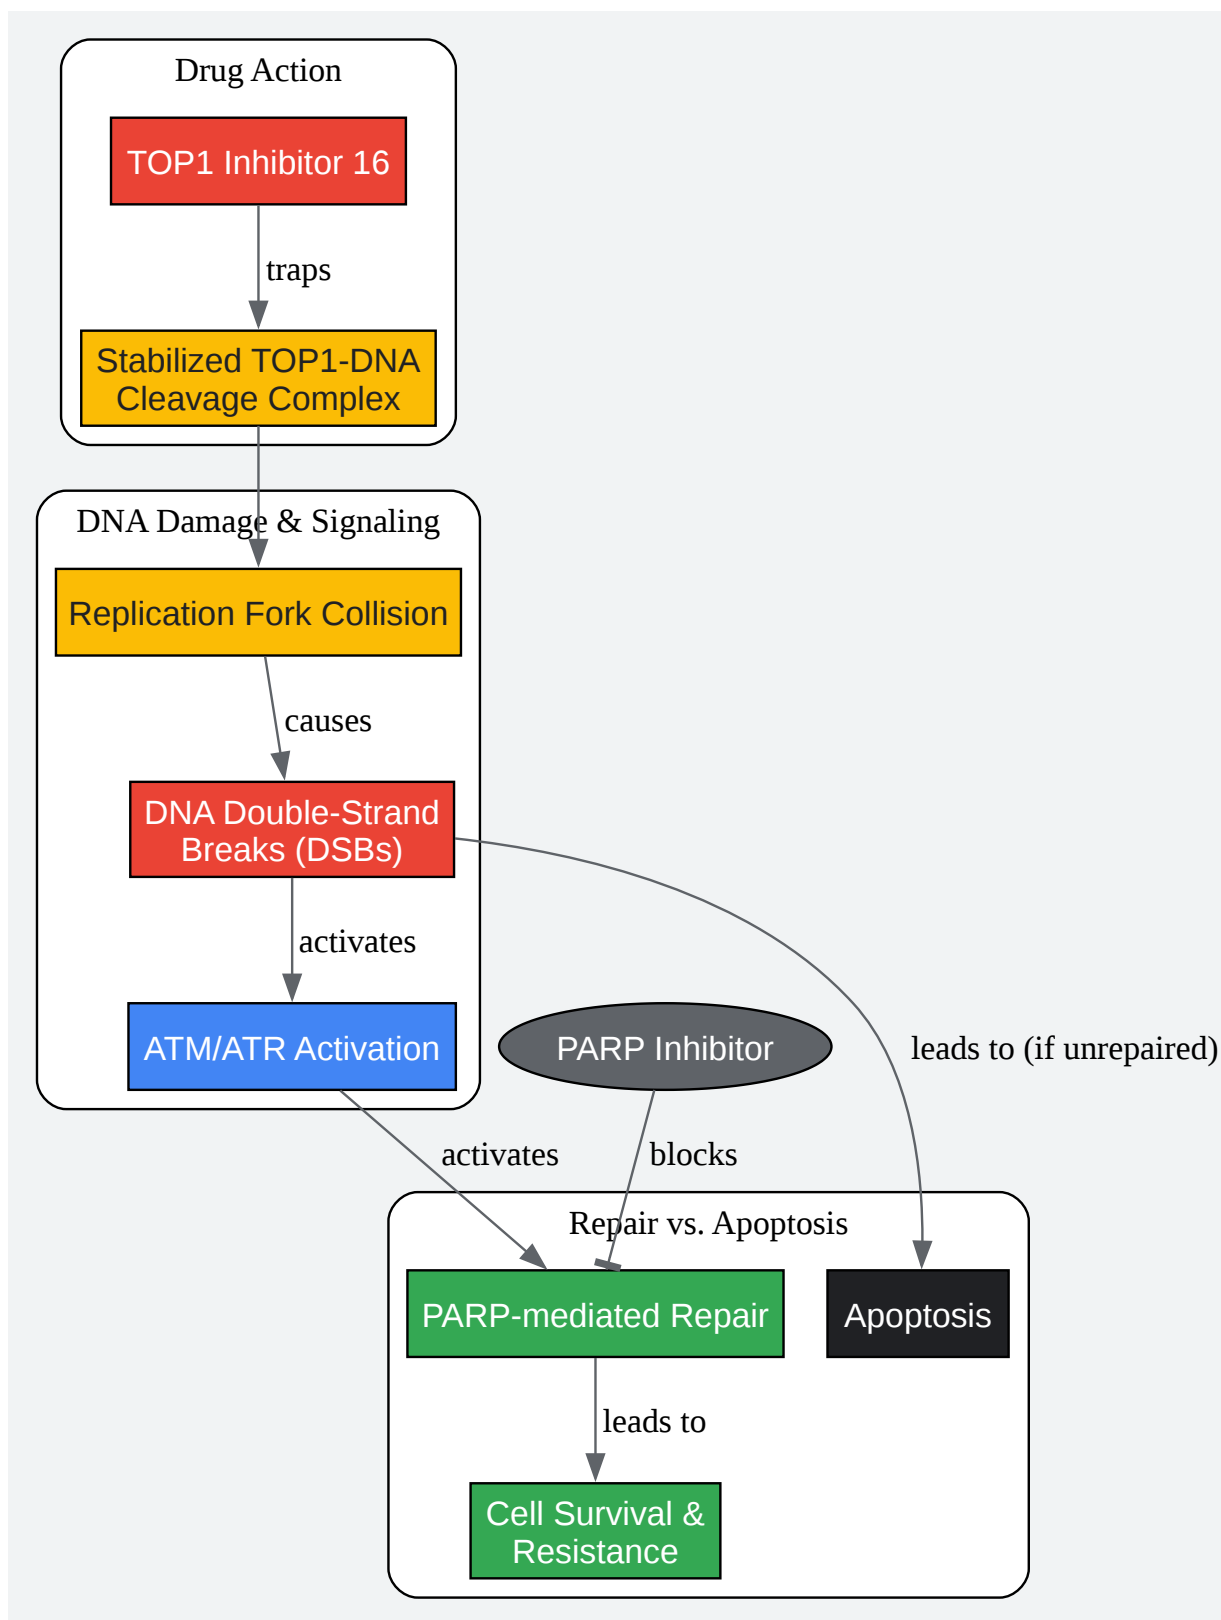 Drug Action
TOP1 Inhibitor 16
traps
Stabilized TOP1-DNA
Cleavage Complex
DNA Damage & Signaling
Replication Fork Collision
causes
DNA Double-Strand
Breaks (DSBs)
activates
ATM/ATR Activation
PARP Inhibitor
leads to (if unrepaired)
activates
blocks
Repair vs. Apoptosis
PARP-mediated Repair
Apoptosis
leads to
Cell Survival &
Resistance